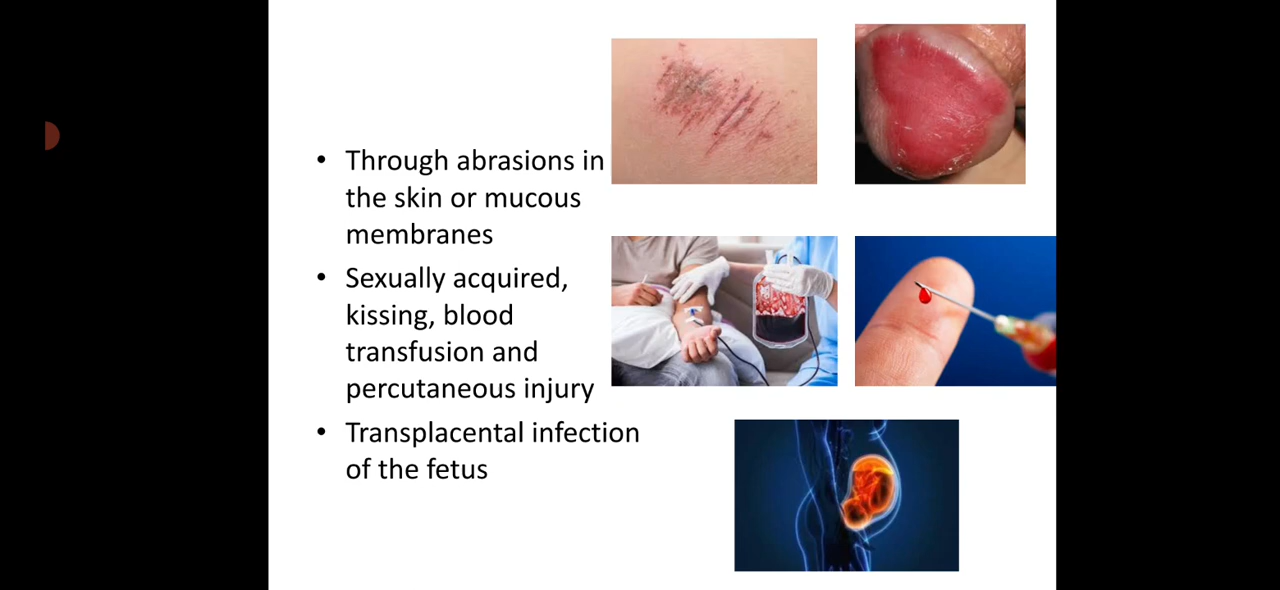 • Through abrasions in
the skin or mucous
membranes
• Sexually acquired,
kissing, blood
transfusion and
percutaneous injury
• Transplacental infection
of the fetus